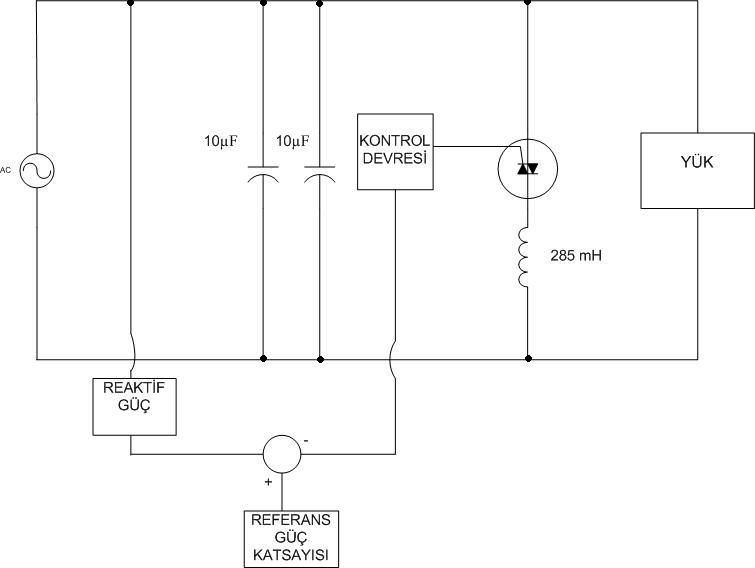 10µF
10µF
KONTROL
DEVRESİ
YÜK
AC
285 mH
REAKTİF
GÜÇ
-
+
REFERANS
GÜÇ
KATSAYISI